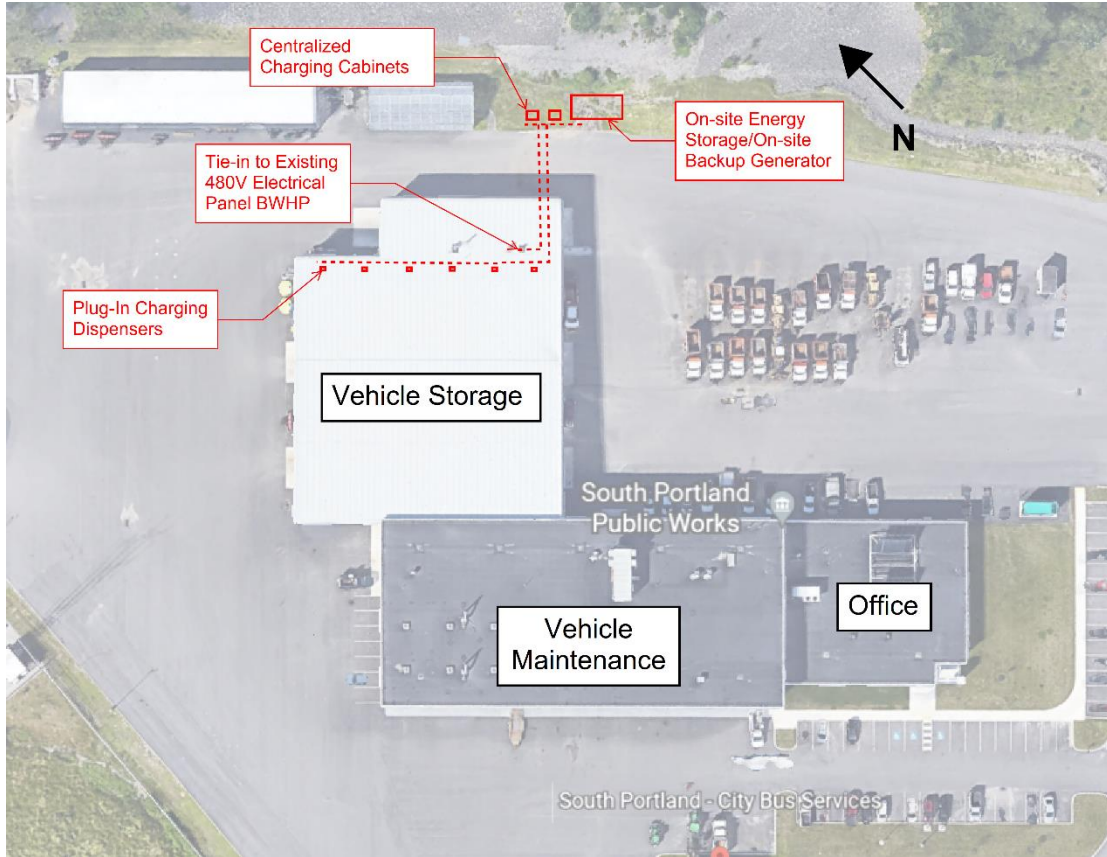 Centralized
Charging Cabinets
On-site Energy
Storage/On-site
Backup Generator
N
Tie-in to Existing
480V Electrical
Panel BWHP
Plug-In Charging
Dispensers
Vehicle Storage
South Portland
Public Works
Office
Vehicle
Maintenance
South Portland - City Bus Services